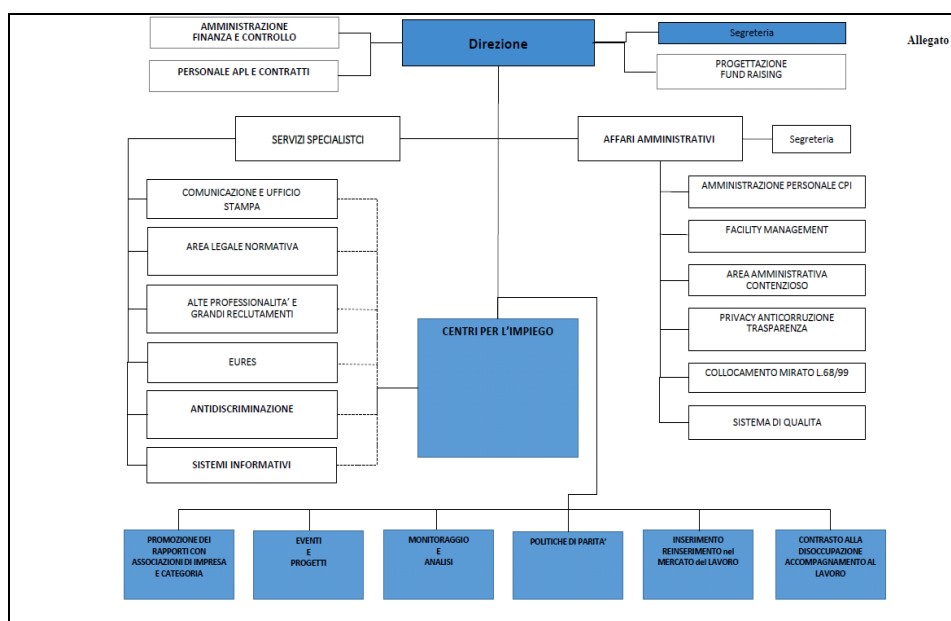 AMMINISTRAZIONE
FINANZA E CONTROLLO
Direzione
Segreteria
Allegato
PERSONALE APL E CONTRATTI
PROGETTAZIONE
FUND RAISING
SERVIZI SPECIALISTCI
AFFARI AMMINISTRATIVI
Segreteria
COMUNICAZIONE E UFFICIO
STAMPA
AREA LEGALE NORMATIVA
ALTE PROFESSIONALITA’ E
GRANDI RECLUTAMENTI
EURES
ANTIDISCRIMINAZIONE
SISTEMI INFORMATIVI
CENTRI PER L’IMPIEGO
AMMINISTRAZIONE PERSONALE CPI
FACILITY MANAGEMENT
AREA AMMINISTRATIVA
CONTENZIOSO
PRIVACY ANTICORRUZIONE
TRASPARENZA
COLLOCAMENTO MIRATO L.68/99
SISTEMA DI QUALITA
PROMOZIONE DEI
RAPPORTI CON
ASSOCIAZIONI DI IMPRESA
E CATEGORIA
EVENTI
E
PROGETTI
MONITORAGGIO
E
ANALISI
POLITICHE DI PARITA’
INSERIMENTO
REINSERIMENTO nel
MERCATO del LAVORO
CONTRASTO ALLA
DISOCCUPAZIONE
ACCOMPAGNAMENTO AL
LAVORO